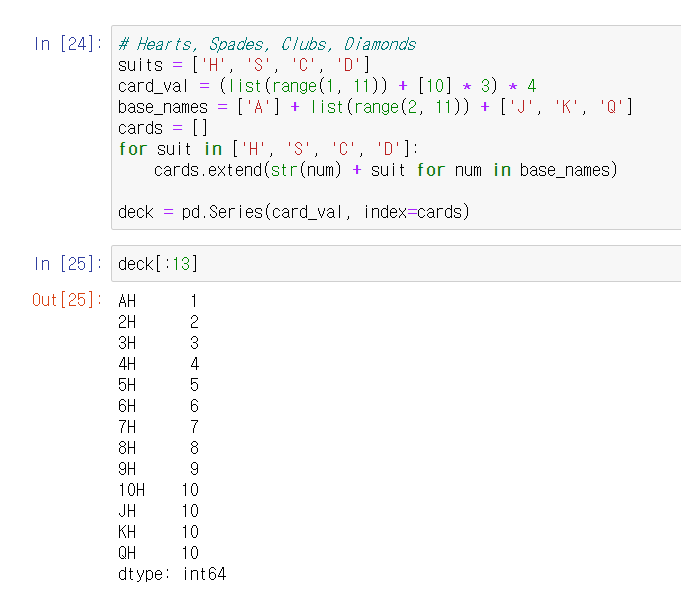 In [24]: # Hearts, Spades, Clubs, Diamonds
suits = ['H', 'S', 'C', 'D']
card_val = (list(range(1, 11)) + [10] * 3) * 4
base_names = ['A'] + list(range(2, 11)) + ['J', 'K', 'Q']
cards = []
for suit in ['H', 'S', 'C', 'D']:
    cards.extend(str(num) + suit for num in base_names)

deck = pd.Series(card_val, index=cards)
In [25]: deck[:13]
Out[25]: AH 1
2H 2
3H 3
4H 4
5H 5
6H 6
7H 7
8H 8
9H 9
10H 10
JH 10
KH 10
QH 10
dtype: int64